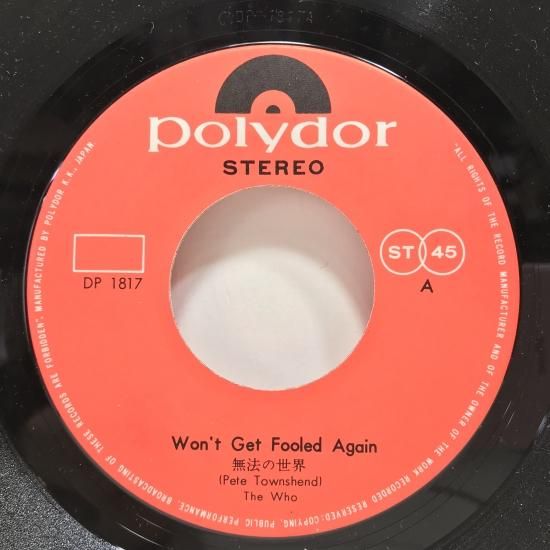 polydor
STEREO
DP 1817
ST 45
A
Won't Get Fooled Again
無法の世界
(Pete Townshend)
The Who
"ALL RIGHTS OF THE RECORD MANUFACTURER AND OF THE OWNER OF THE WORK RECORDED RESERVED: COPYING, PUBLIC PERFORMANCE, BROADCASTING OF THESE RECORDS ARE FORBIDDEN". MANUFACTURED BY POLYDOR K.K., JAPAN